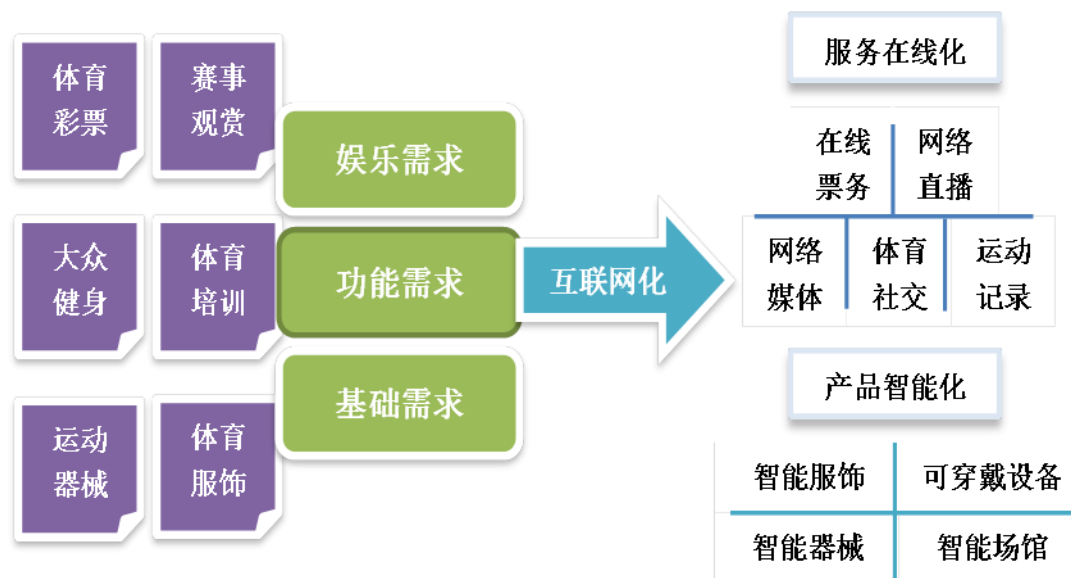 体育
彩票
赛事
观赏
大众
健身
体育
培训
运动
器械
体育
服饰
娱乐需求
功能需求
基础需求
互联网化
服务在线化
在线
票务
网络
直播
网络
媒体
体育
社交
运动
记录
产品智能化
智能服饰
可穿戴设备
智能器械
智能场馆